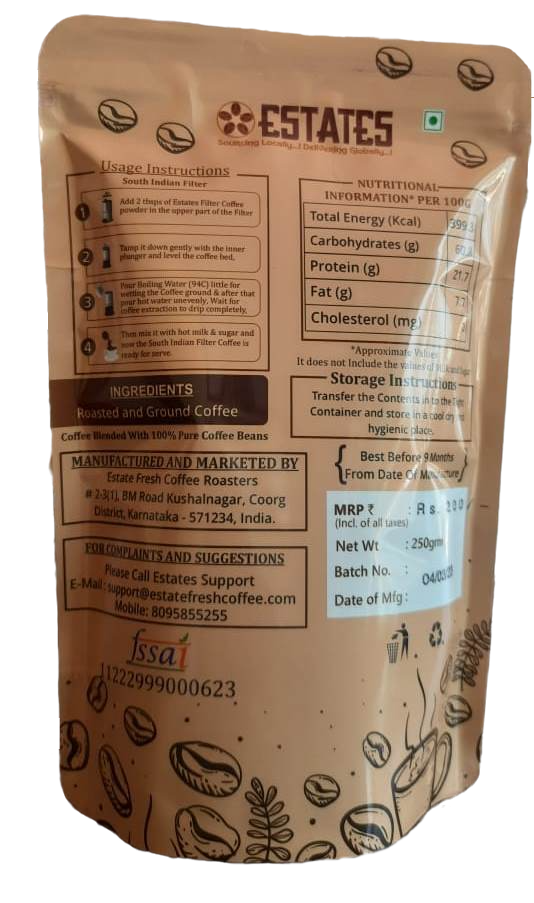 ESTATES
Sourcing Locally...! Delivering Globally...!
Usage Instructions
South Indian Filter
1
Add 2 tbsps of Estates Filter Coffee
powder in the upper part of the Filter
2
Tamp it down gently with the inner
plunger and level the coffee bed,
3
Pour Boiling Water (94C) little for
wetting the Coffee ground & after that
pour hot water unevenly, Wait for
coffee extraction to drip completely,
4
Then mix it with hot milk & sugar and
now the South Indian Filter Coffee is
ready for serve.
INGREDIENTS
Roasted and Ground Coffee
Coffee Blended With 100% Pure Coffee Beans
MANUFACTURED AND MARKETED BY
Estate Fresh Coffee Roasters
# 2-3(1), BM Road Kushalnagar, Coorg
District, Karnataka - 571234, India.
FOR COMPLAINTS AND SUGGESTIONS
Please Call Estates Support
E-Mail: support@estatefreshcoffee.com
Mobile: 8095855255
fssai
11222999000623
NUTRITIONAL
INFORMATION* PER 100G
Total Energy (Kcal)
Carbohydrates (g)
Protein (g) 21.7
Fat (g)
Cholesterol (mg)
*Approximate Values
It does not Include the values of Milk and Sugar
Storage Instructions
Transfer the Contents in to the Tight
Container and store in a cool dry and
hygienic place.
Best Before 9 Months
From Date Of Manufacture
MRP ₹ : Rs. 200
(Incl. of all taxes)
Net Wt : 250gm
Batch No. :
Date of Mfg :